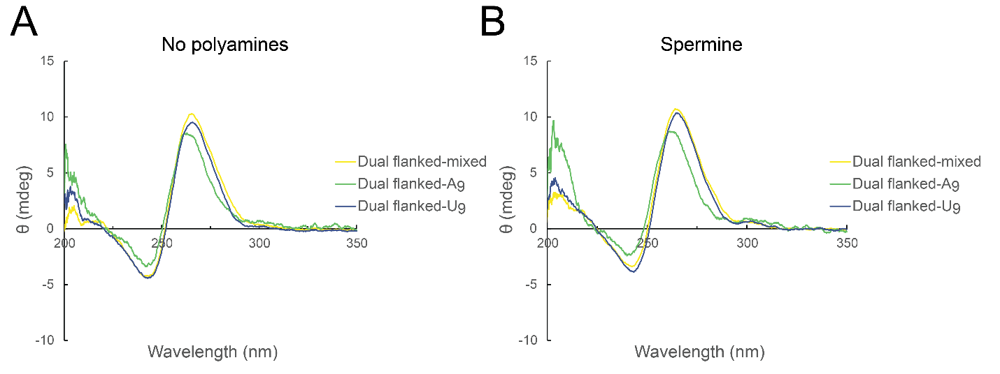 A
No polyamines
15
10
5
0
-5
-10
200
250
300
350
θ (mdeg)
Wavelength (nm)
Dual flanked-mixed
Dual flanked-A9
Dual flanked-U9
B
Spermine
15
10
5
0
-5
-10
200
250
300
350
θ (mdeg)
Wavelength (nm)
Dual flanked-mixed
Dual flanked-A9
Dual flanked-U9